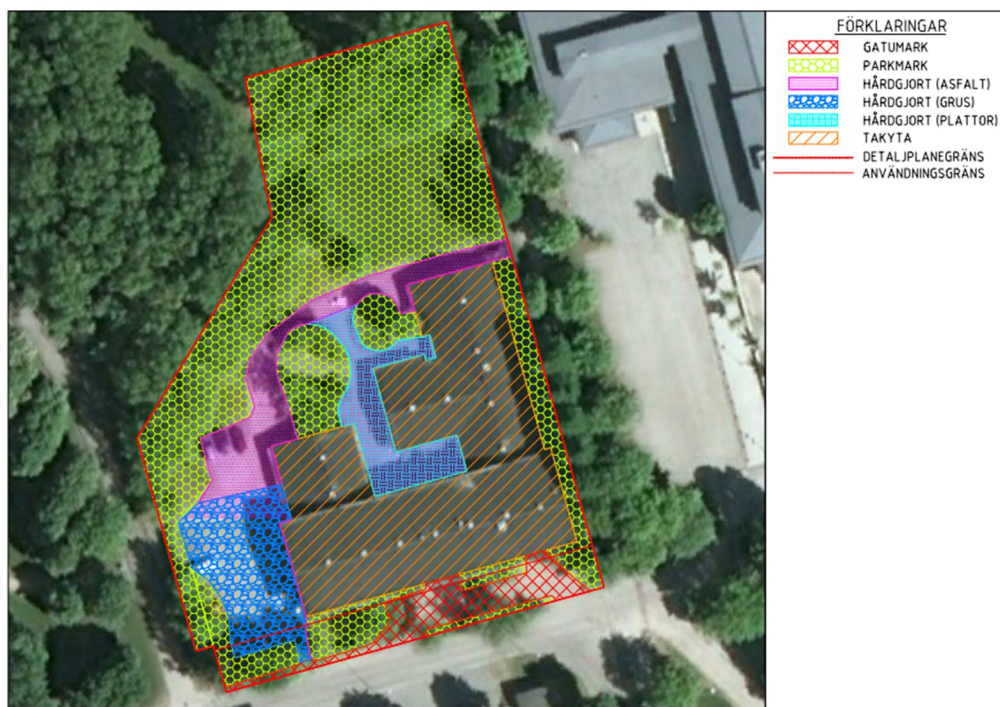 FÖRKLARINGAR
GATUMARK
PARKMARK
HÅRDGJORT (ASFALT)
HÅRDGJORT (GRUS)
HÅRDGJORT (PLATTOR)
TAKYTA
DETALJPLANEGRÄNS
ANVÄNDNINGSGRÄNS